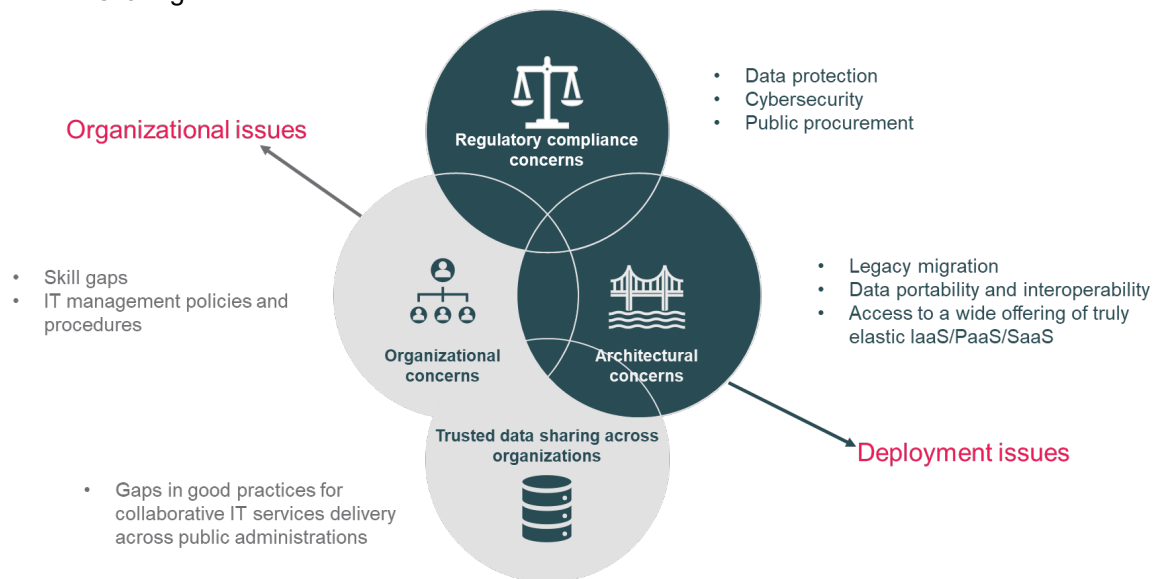 Regulatory compliance
concerns
• Data protection
• Cybersecurity
• Public procurement
Organizational issues
• Skill gaps
• IT management policies and
procedures
Organizational
concerns
Architectural
concerns
• Legacy migration
• Data portability and interoperability
• Access to a wide offering of truly
elastic IaaS/PaaS/SaaS
Deployment issues
Trusted data sharing across
organizations
• Gaps in good practices for
collaborative IT services delivery
across public administrations